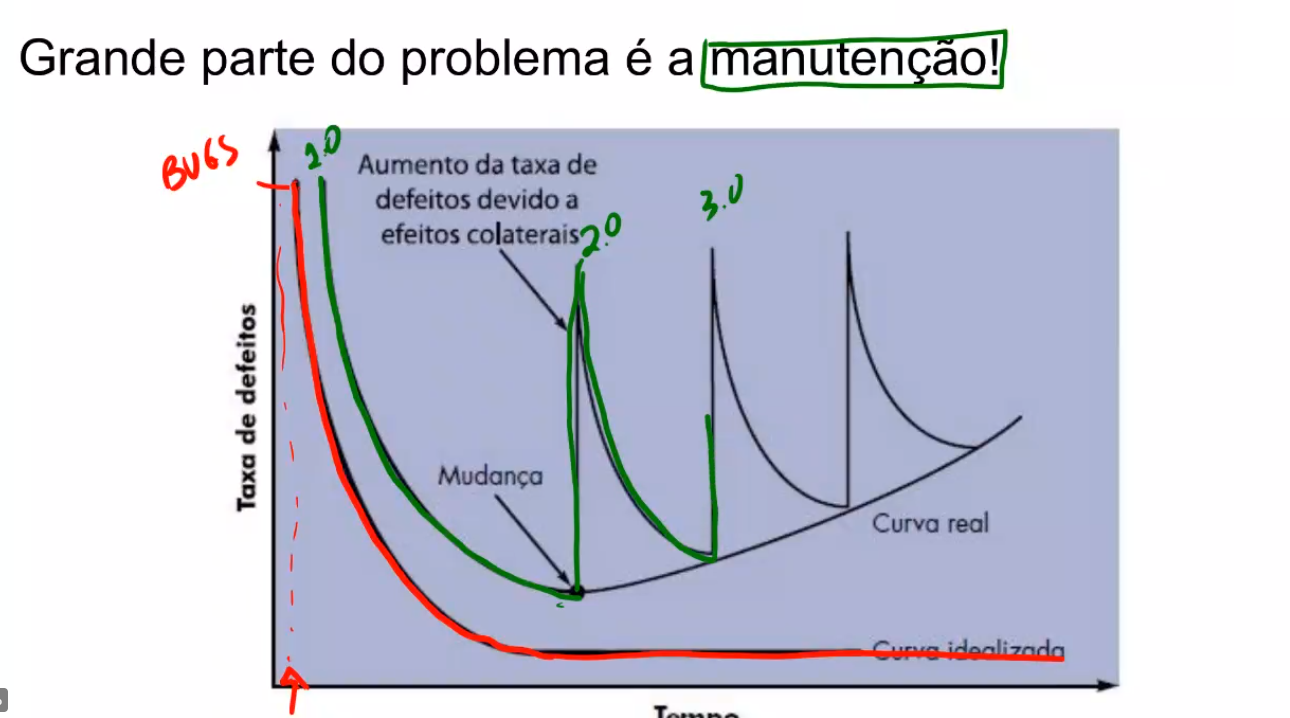 Grande parte do problema é a manutenção!
BUGS
2.0
Aumento da taxa de
defeitos devido a
efeitos colaterais
2.0
3.0
Taxa de defeitos
Mudança
Curva real
Curva idealizada
Tempo